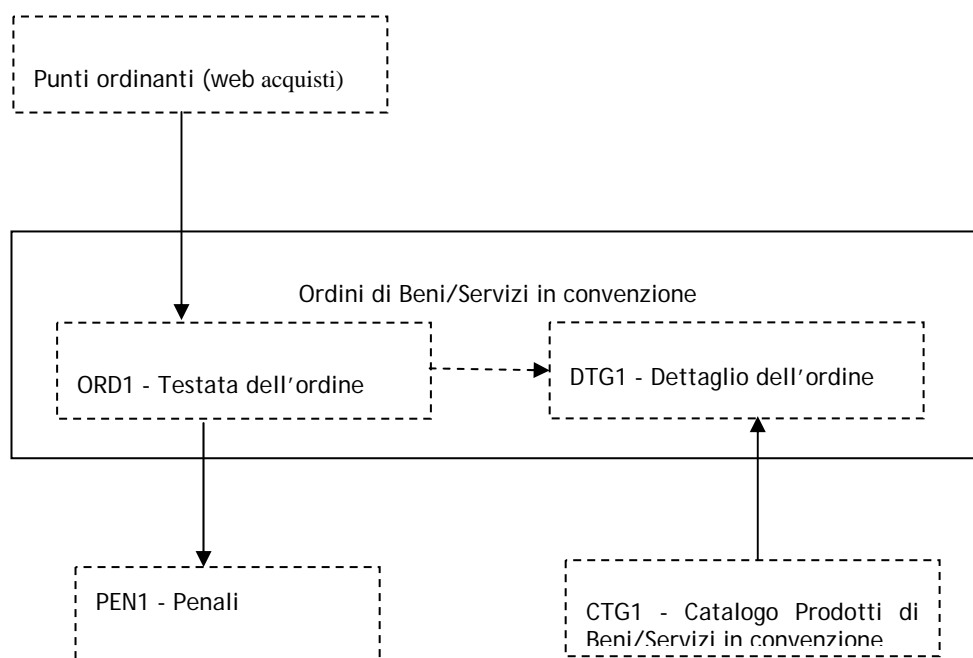 Punti ordinanti (web acquisti)
Ordini di Beni/Servizi in convenzione
ORD1 - Testata dell'ordine
DTG1 - Dettaglio dell'ordine
PEN1 - Penali
CTG1 - Catalogo Prodotti di
Beni/Servizi in convenzione